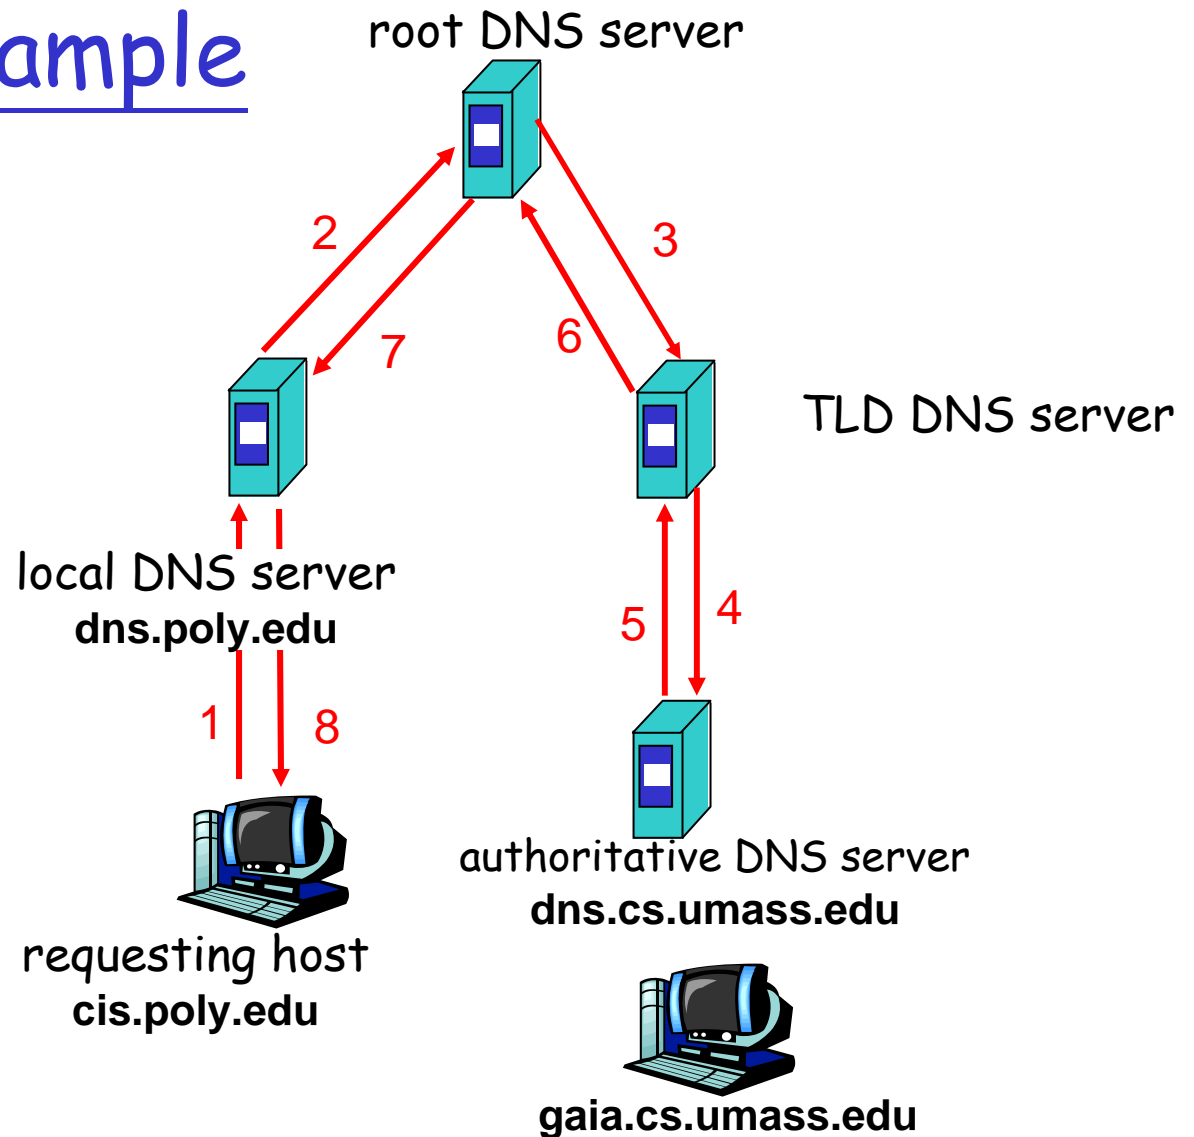 root DNS server
2
3
7
6
TLD DNS server
local DNS server
dns.poly.edu
5
4
1
8
authoritative DNS server
dns.cs.umass.edu
requesting host
cis.poly.edu
gaia.cs.umass.edu